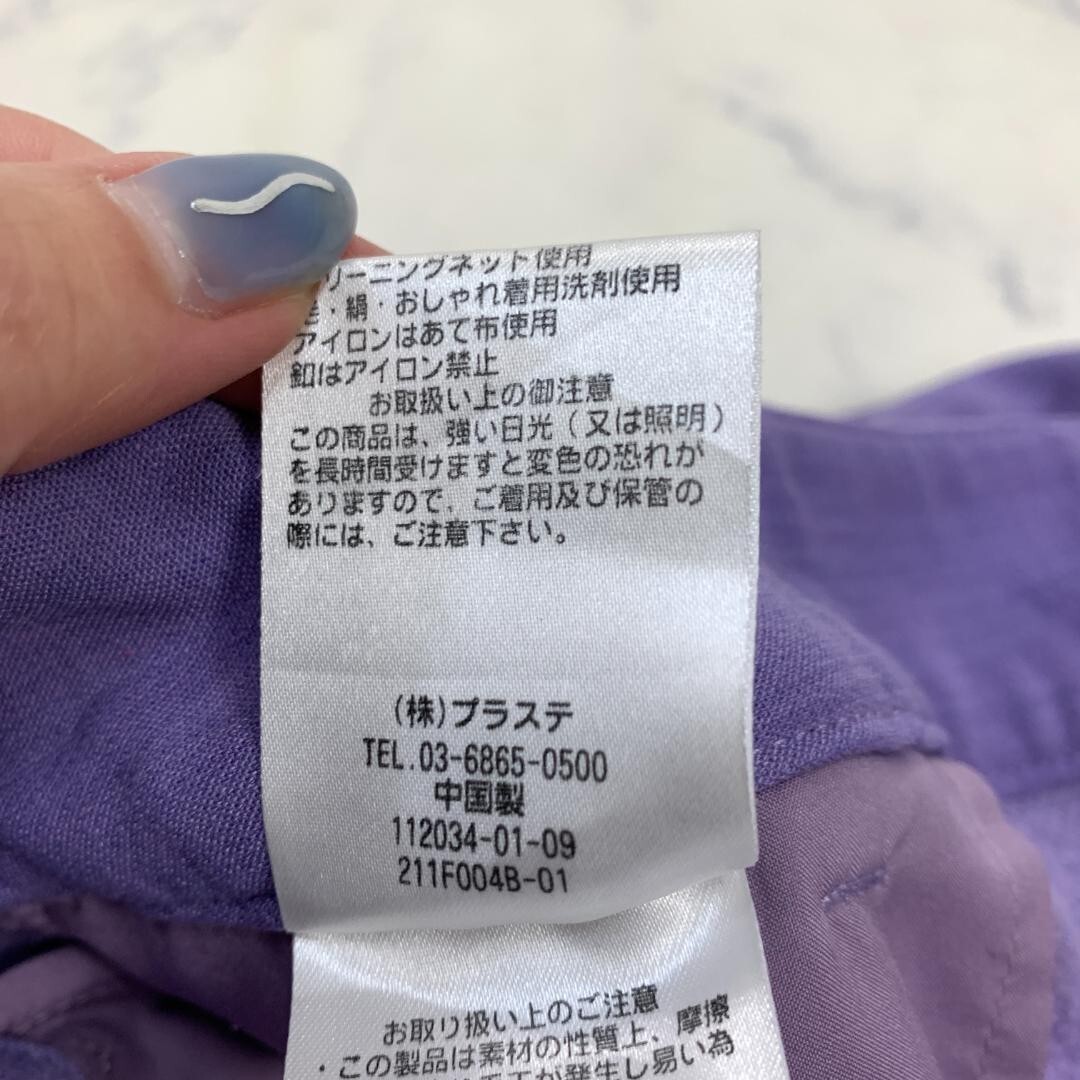 リーニングネット使用
・絹・おしゃれ着用洗剤使用
アイロンはあて布使用
釦はアイロン禁止
お取扱い上の御注意
この商品は、強い日光(又は照明)
を長時間受けますと変色の恐れが
ありますので、ご着用及び保管の
際には、ご注意下さい。
(株)プラステ
TEL.03-6865-0500
中国製
112034-01-09
211F004B-01
お取り扱い上のご注意
・この製品は素材の性質上、摩擦
が発生し易い為